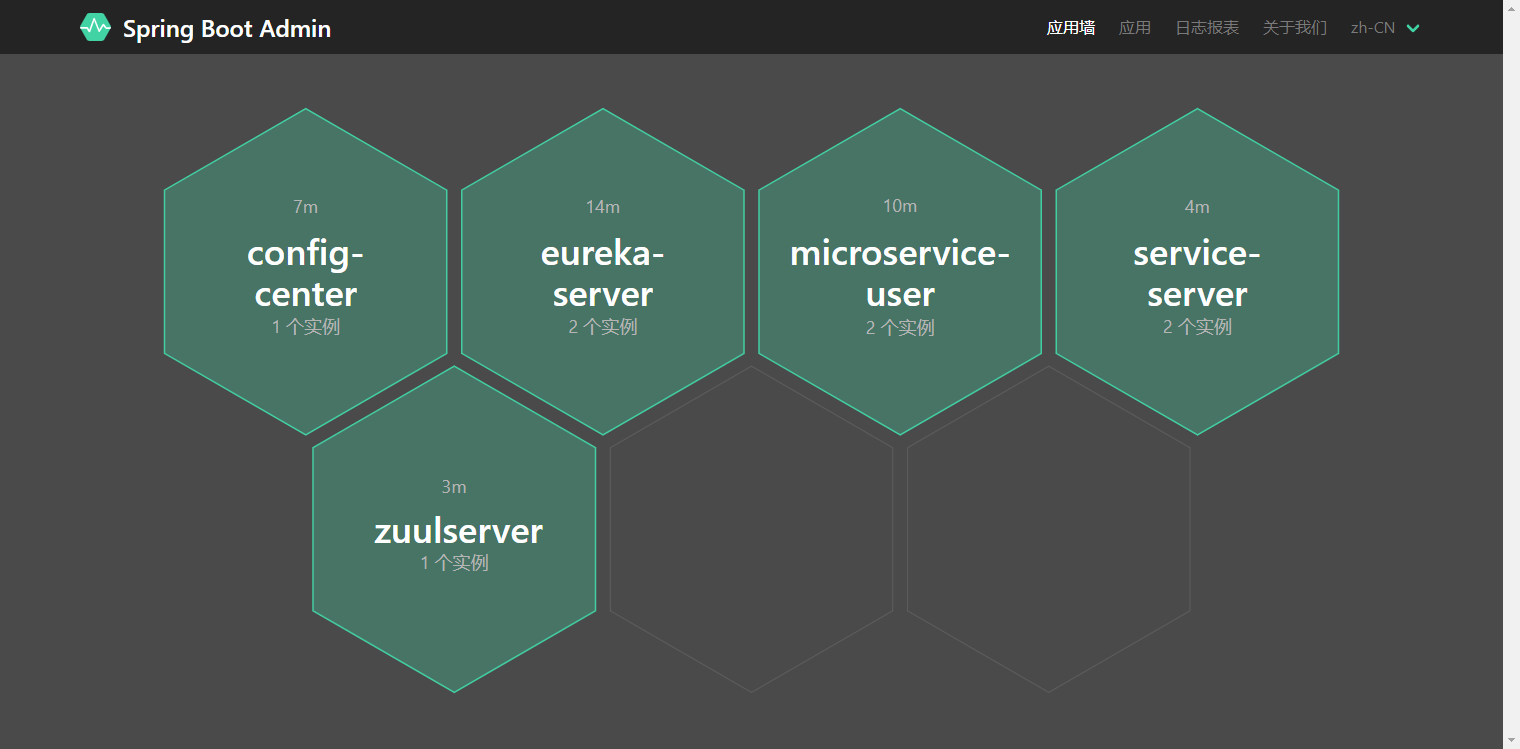 Spring Boot Admin
应用墙 应用 日志报表 关于我们 zh-CN
7m
config-
center
1 个实例
14m
eureka-
server
2 个实例
10m
microservice-
user
2 个实例
4m
service-
server
2 个实例
3m
zuulserver
1 个实例